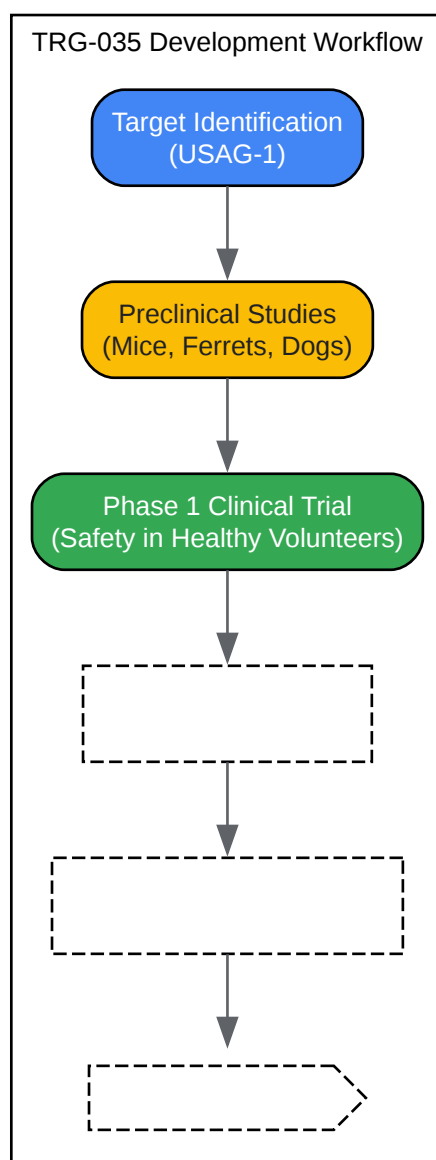 TRG-035 Development Workflow
Target Identification
(USAG-1)
Preclinical Studies
(Mice, Ferrets, Dogs)
Phase 1 Clinical Trial
(Safety in Healthy Volunteers)